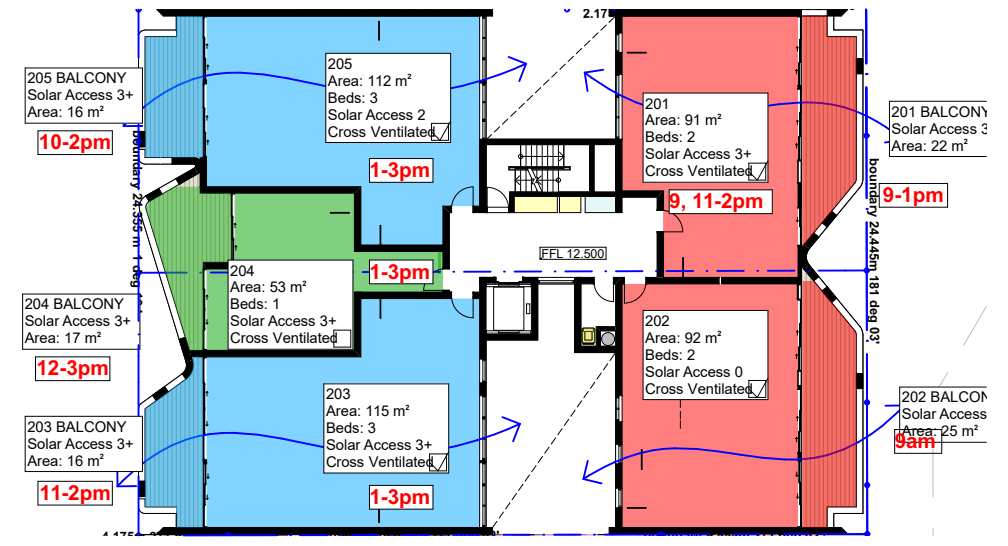 2.17
205 BALCONY
Solar Access 3+
Area: 16 m²
10-2pm
205
Area: 112 m²
Beds: 3
Solar Access 2
Cross Ventilated
1-3pm
201
Area: 91 m²
Beds: 2
Solar Access 3+
Cross Ventilated
9, 11-2pm
201 BALCON
Solar Access 3
Area: 22 m²
9-1pm
boundary 24.445m 181 deg 03'
boundary 24.355 m 1 deg
FFL 12.500
204
Area: 53 m²
Beds: 1
Solar Access 3+
Cross Ventilated
1-3pm
204 BALCONY
Solar Access 3+
Area: 17 m²
12-3pm
202
Area: 92 m²
Beds: 2
Solar Access 0
Cross Ventilated
203
Area: 115 m²
Beds: 3
Solar Access 3+
Cross Ventilated
1-3pm
203 BALCONY
Solar Access 3+
Area: 16 m²
11-2pm
202 BALCON
Solar Access
Area: 25 m²
9am